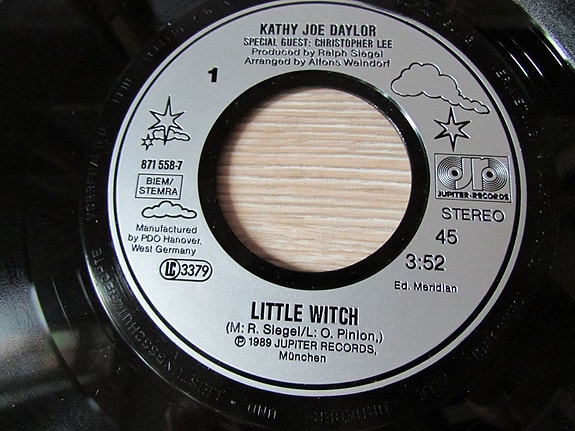 KATHY JOE DAYLOR
SPECIAL GUEST: CHRISTOPHER LEE
Produced by Ralph Siegel
Arranged by Alfons Weindorf
1
871 558-7
BIEM/
STEMRA
Manufactured
by PDO Hanover,
West Germany
LC 3379
JUPITER-RECORDS
STEREO
45
3:52
Ed. Meridian
LITTLE WITCH
(M: R. Siegel/L: O. Pinion,)
℗ 1989 JUPITER RECORDS,
München